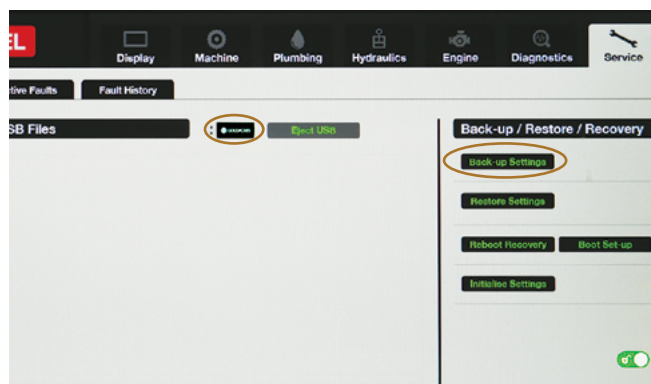 EL
Display Machine Plumbing Hydraulics Engine Diagnostics Service
tive Faults Fault History
SB Files : Eject USB Back-up / Restore / Recovery
Back-up Settings
Restore Settings
Reboot Recovery Boot Set-up
Initialise Settings